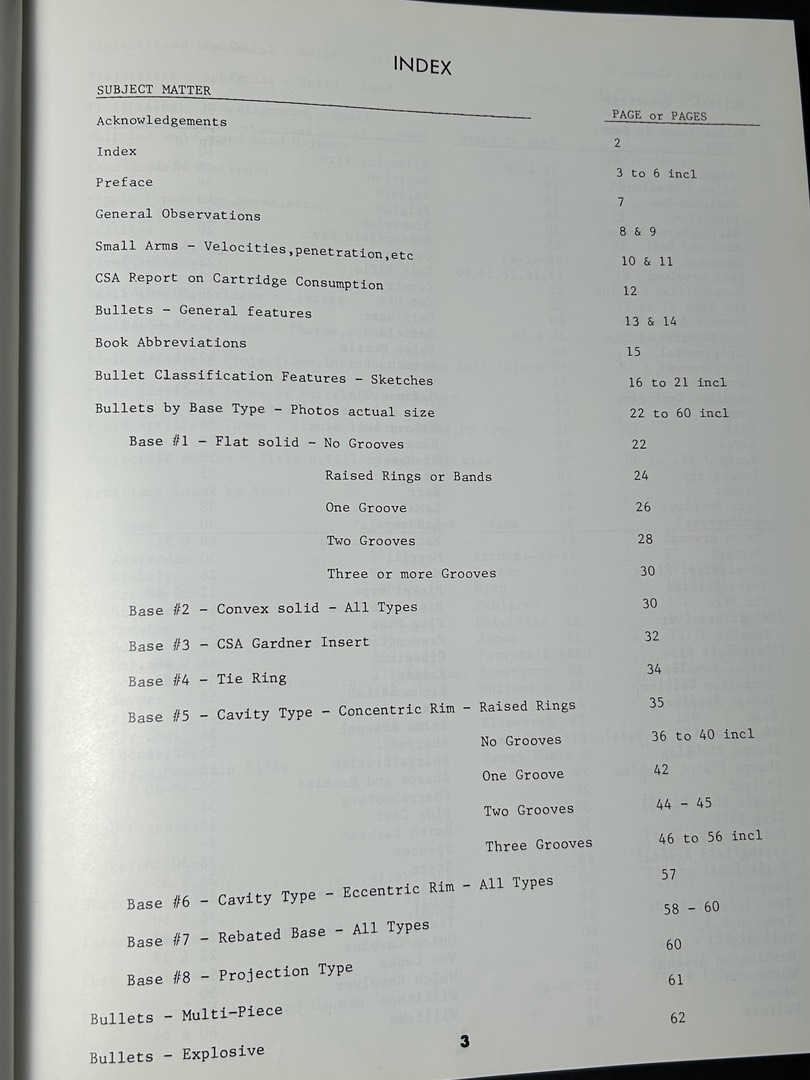 INDEX
SUBJECT MATTER PAGE or PAGES
Acknowledgements 2
Index 3 to 6 incl
Preface 7
General Observations 8 & 9
Small Arms - Velocities,penetration,etc 10 & 11
CSA Report on Cartridge Consumption 12
Bullets - General features 13 & 14
Book Abbreviations 15
Bullet Classification Features - Sketches 16 to 21 incl
Bullets by Base Type - Photos actual size 22 to 60 incl
Base #1 - Flat solid - No Grooves 22
Raised Rings or Bands 24
One Groove 26
Two Grooves 28
Three or more Grooves 30
Base #2 - Convex solid - All Types 30
Base #3 - CSA Gardner Insert 32
Base #4 - Tie Ring 34
Base #5 - Cavity Type - Concentric Rim - Raised Rings 35
No Grooves 36 to 40 incl
One Groove 42
Two Grooves 44 - 45
Three Grooves 46 to 56 incl
Base #6 - Cavity Type - Eccentric Rim - All Types 57
Base #7 - Rebated Base - All Types 58 - 60
Base #8 - Projection Type 60
Bullets - Multi-Piece 61
Bullets - Explosive 62
3